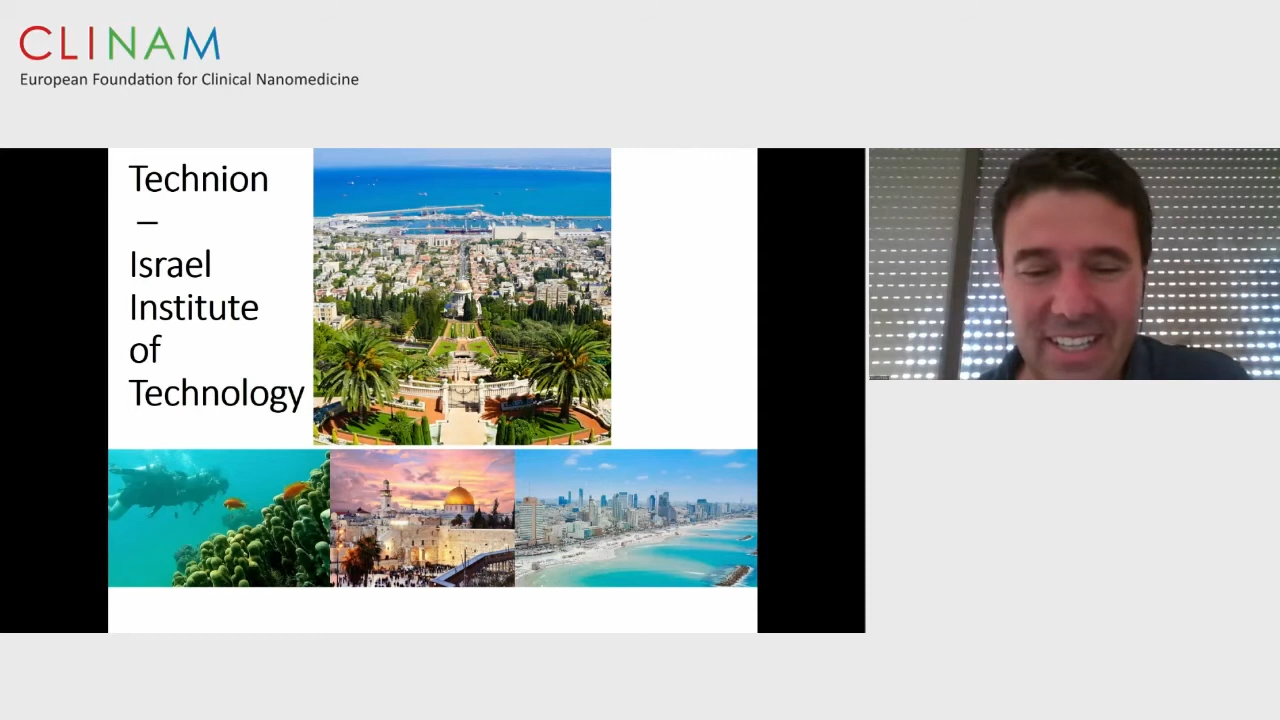 CLINAM
European Foundation for Clinical Nanomedicine
Technion
–
Israel
Institute
of
Technology